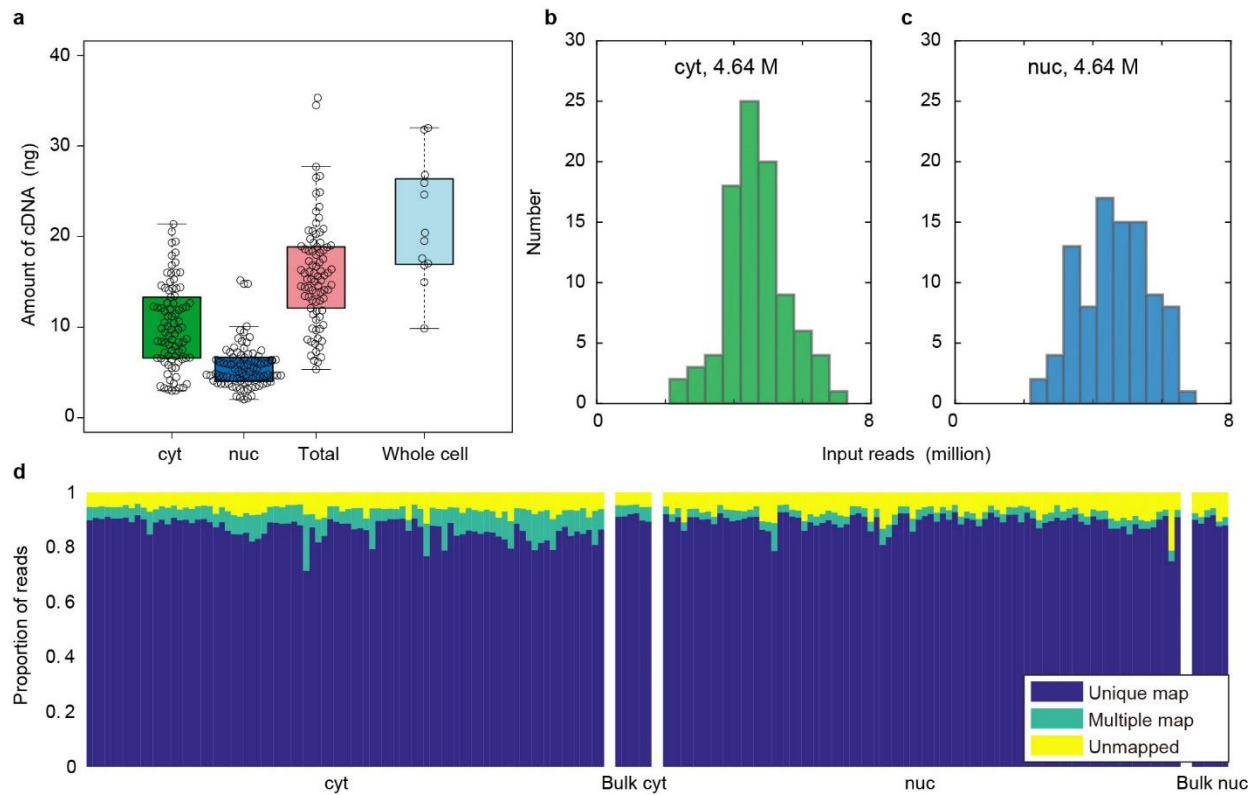 a
Amount of cDNA (ng)
40
30
20
10
0
cyt nuc Total Whole cell
b
Number
30
25
20
15
10
5
0
cyt, 4.64 M
0 8
c
30
25
20
15
10
5
0
nuc, 4.64 M
0 8
Input reads (million)
d
Proportion of reads
1
0.8
0.6
0.4
0.2
0
Unique map
Multiple map
Unmapped
cyt Bulk cyt nuc Bulk nuc